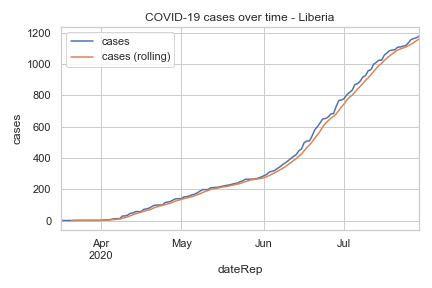 COVID-19 cases over time - Liberia
cases
cases (rolling)
1200
1000
800
600
400
200
0
cases
Apr
2020
May
Jun
Jul
dateRep